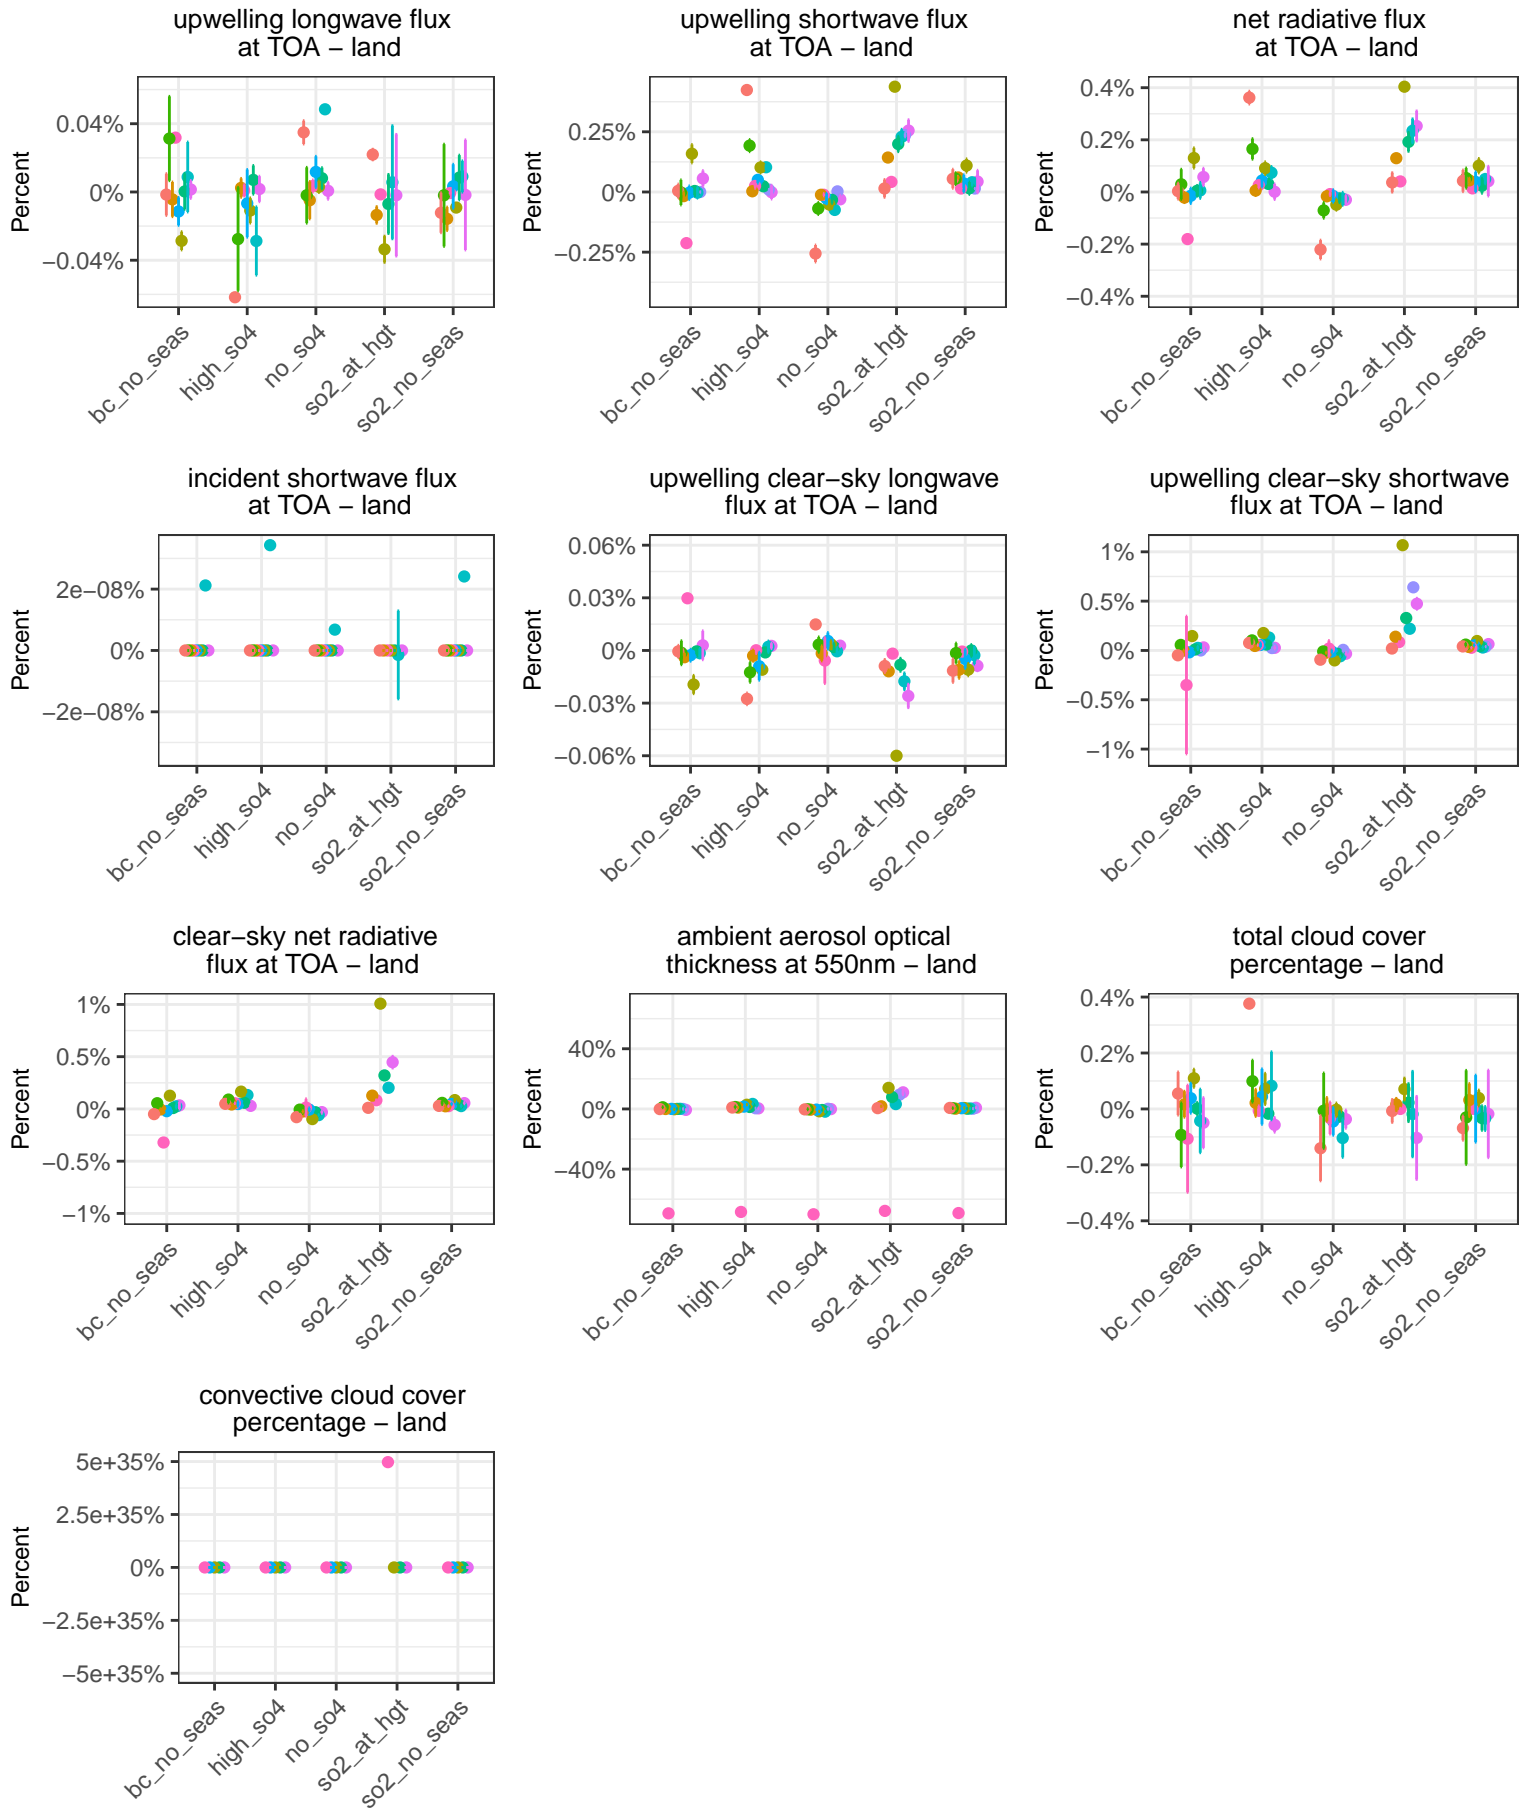 upwelling longwave flux
at TOA − land
Percent
0.04%
0%
−0.04%
bc_no_seas
high_so4
no_so4
so2_at_hgt
so2_no_seas
upwelling shortwave flux
at TOA − land
Percent
0.25%
0%
−0.25%
bc_no_seas
high_so4
no_so4
so2_at_hgt
so2_no_seas
net radiative flux
at TOA − land
Percent
0.4%
0.2%
0%
−0.2%
−0.4%
bc_no_seas
high_so4
no_so4
so2_at_hgt
so2_no_seas
incident shortwave flux
at TOA − land
Percent
2e−08%
0%
−2e−08%
bc_no_seas
high_so4
no_so4
so2_at_hgt
so2_no_seas
upwelling clear−sky longwave
flux at TOA − land
Percent
0.06%
0.03%
0.00%
−0.03%
−0.06%
bc_no_seas
high_so4
no_so4
so2_at_hgt
so2_no_seas
upwelling clear−sky shortwave
flux at TOA − land
Percent
1%
0.5%
0%
−0.5%
−1%
bc_no_seas
high_so4
no_so4
so2_at_hgt
so2_no_seas
clear−sky net radiative
flux at TOA − land
Percent
1%
0.5%
0%
−0.5%
−1%
bc_no_seas
high_so4
no_so4
so2_at_hgt
so2_no_seas
ambient aerosol optical
thickness at 550nm − land
Percent
40%
0%
−40%
bc_no_seas
high_so4
no_so4
so2_at_hgt
so2_no_seas
total cloud cover
percentage − land
Percent
0.4%
0.2%
0%
−0.2%
−0.4%
bc_no_seas
high_so4
no_so4
so2_at_hgt
so2_no_seas
convective cloud cover
percentage − land
Percent
5e+35%
2.5e+35%
0%
−2.5e+35%
−5e+35%
bc_no_seas
high_so4
no_so4
so2_at_hgt
so2_no_seas